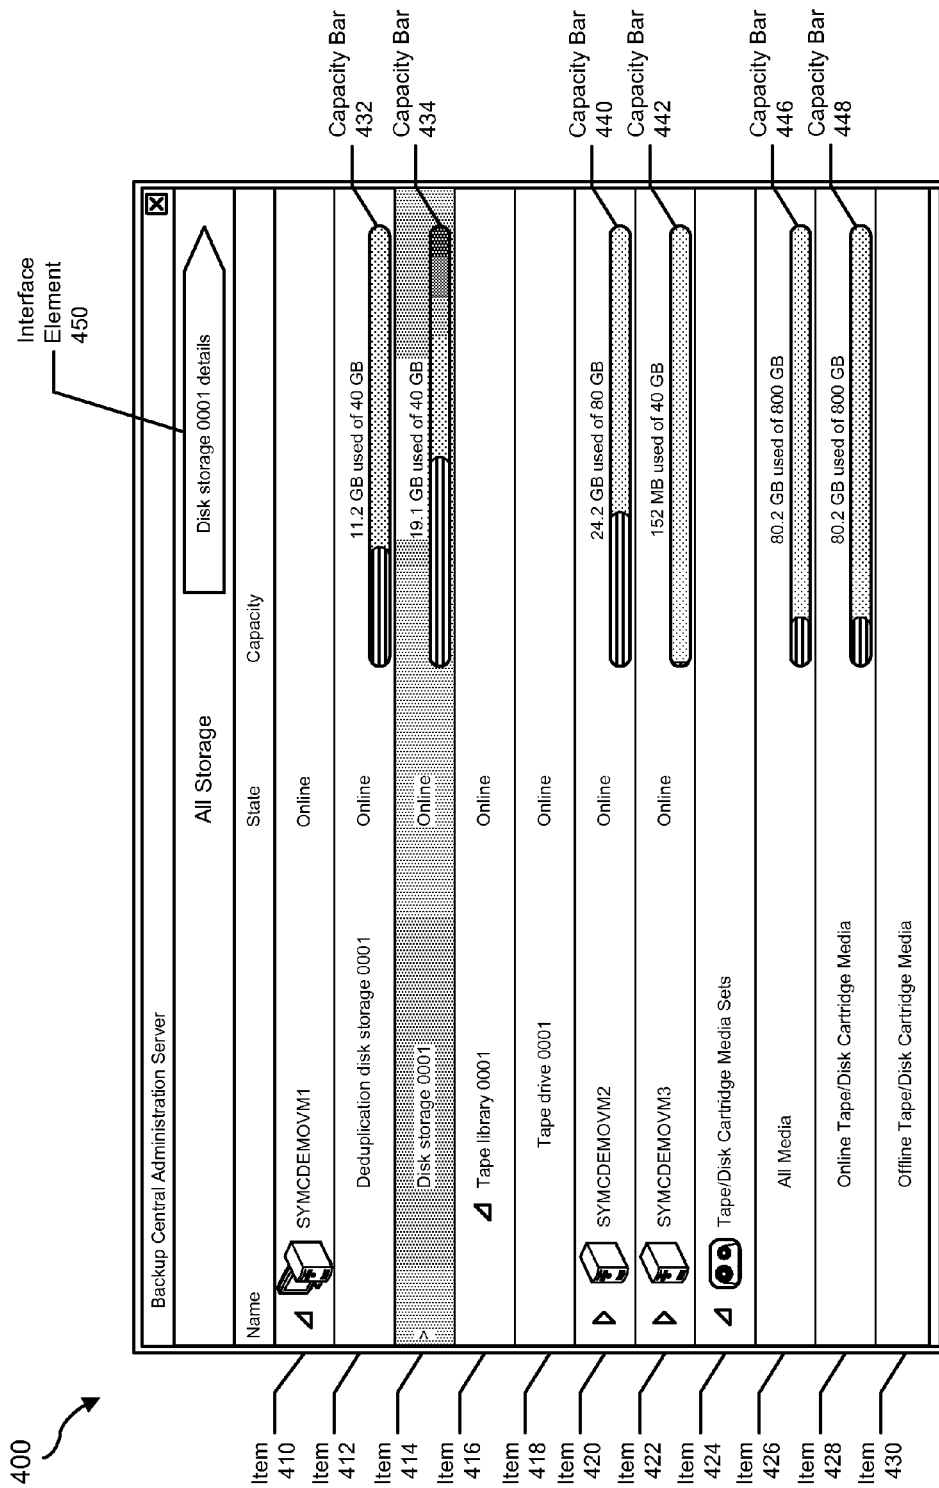 400
Interface
Element
450
Backup Central Administration Server
All Storage
Disk storage 0001 details
Name State Capacity
Item
410
SYMCDEMOVM1 Online
Item
412
Deduplication disk storage 0001 Online 11.2 GB used of 40 GB
Capacity Bar
432
Item
414
> Disk storage 0001 Online 19.1 GB used of 40 GB
Capacity Bar
434
Item
416
Tape library 0001 Online
Item
418
Tape drive 0001 Online
Item
420
SYMCDEMOVM2 Online 24.2 GB used of 80 GB
Capacity Bar
440
Item
422
SYMCDEMOVM3 Online 152 MB used of 40 GB
Capacity Bar
442
Item
424
Tape/Disk Cartridge Media Sets
Item
426
All Media 80.2 GB used of 800 GB
Capacity Bar
446
Item
428
Online Tape/Disk Cartridge Media 80.2 GB used of 800 GB
Capacity Bar
448
Item
430
Offline Tape/Disk Cartridge Media